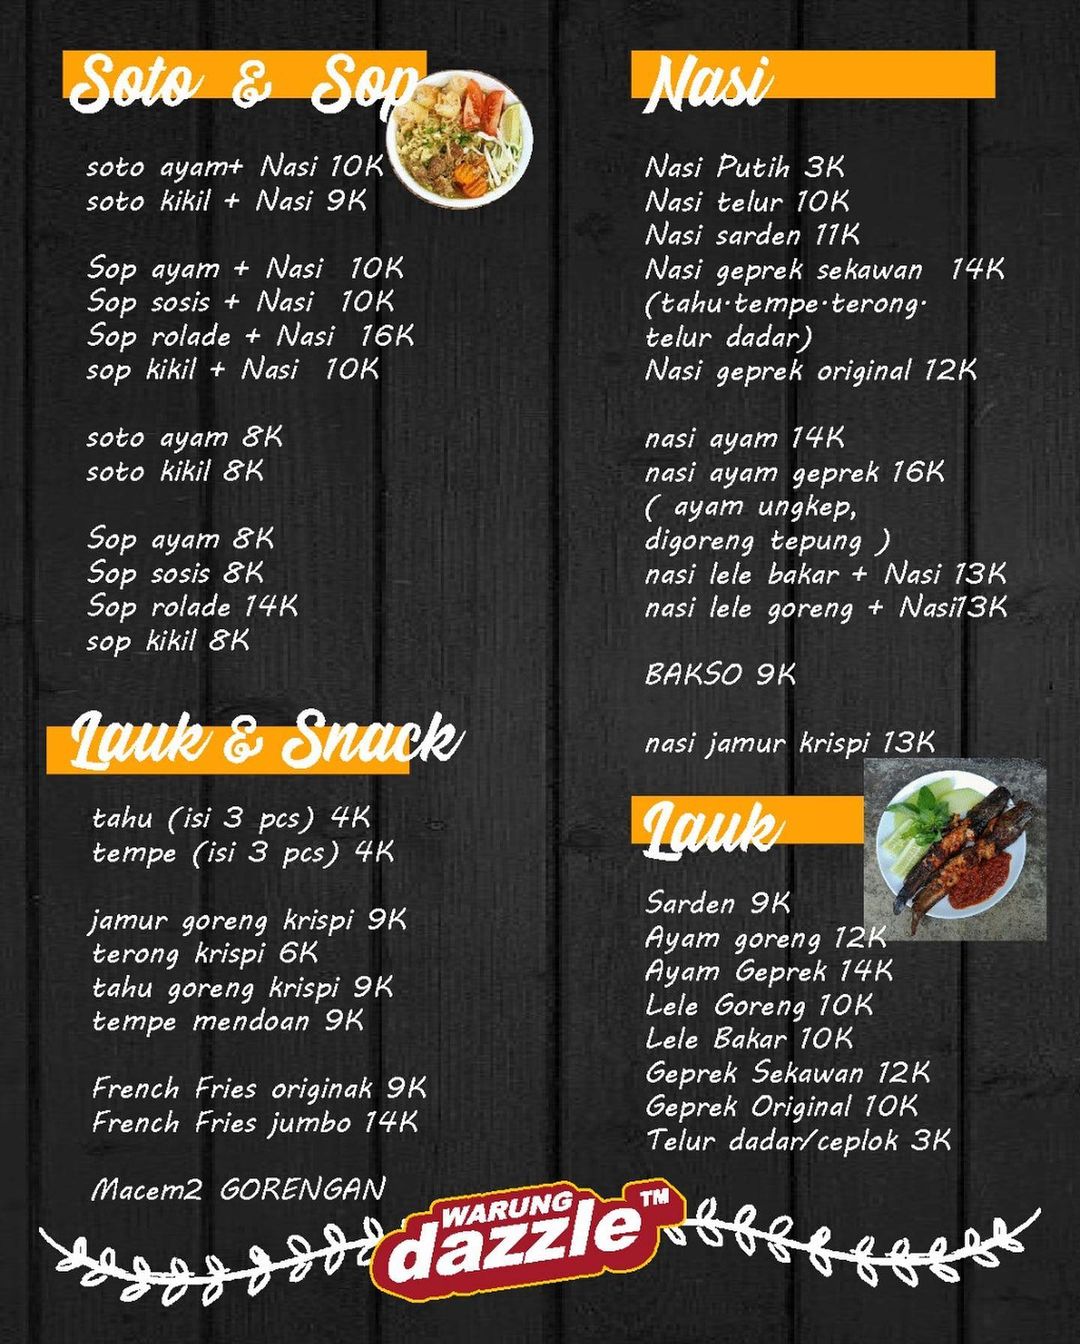 Soto & Sop
soto ayam+ Nasi 10K
soto kikil + Nasi 9K
Sop ayam + Nasi 10K
Sop sosis + Nasi 10K
Sop rolade + Nasi 16K
sop kikil + Nasi 10K
soto ayam 8K
soto kikil 8K
Sop ayam 8K
Sop sosis 8K
Sop rolade 14K
sop kikil 8K
Lauk & Snack
tahu (isi 3 pcs) 4K
tempe (isi 3 pcs) 4K
jamur goreng krispi 9K
terong krispi 6K
tahu goreng krispi 9K
tempe mendoan 9K
French Fries originak 9K
French Fries jumbo 14K
Macem2 GORENGAN
Nasi
Nasi Putih 3K
Nasi telur 10K
Nasi sarden 11K
Nasi geprek sekawan 14K
(tahu·tempe·terong·
telur dadar)
Nasi geprek original 12K
nasi ayam 14K
nasi ayam geprek 16K
( ayam ungkep,
digoreng tepung )
nasi lele bakar + Nasi 13K
nasi lele goreng + Nasi13K
BAKSO 9K
nasi jamur krispi 13K
Lauk
Sarden 9K
Ayam goreng 12K
Ayam Geprek 14K
Lele Goreng 10K
Lele Bakar 10K
Geprek Sekawan 12K
Geprek Original 10K
Telur dadar/ceplok 3K
WARUNG
dazzle™